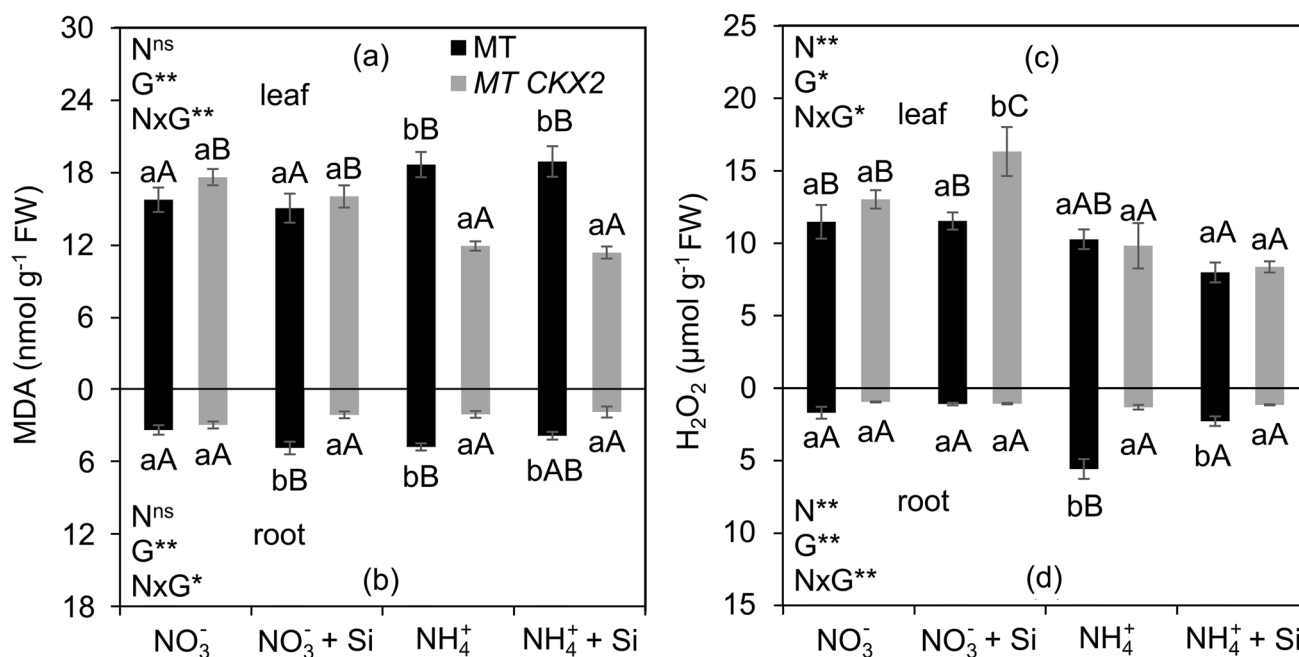 MDA (nmol g⁻¹ FW)
30
24
18
12
6
0
6
12
18
(a)
Nⁿˢ
G**
NxG**
leaf
MT
MT CKX2
aA
aB
aA
aB
bB
aA
bB
aA
aA
aA
bB
aA
bB
aA
bAB
aA
Nⁿˢ
G**
NxG*
root
(b)
NO₃⁻
NO₃⁻ + Si
NH₄⁺
NH₄⁺ + Si
H₂O₂ (µmol g⁻¹ FW)
25
20
15
10
5
0
5
10
15
(c)
N**
G*
NxG*
leaf
aB
aB
aB
bC
aAB
aA
aA
aA
aA
aA
aA
aA
bB
aA
bA
aA
N**
G**
NxG**
root
(d)
NO₃⁻
NO₃⁻ + Si
NH₄⁺
NH₄⁺ + Si